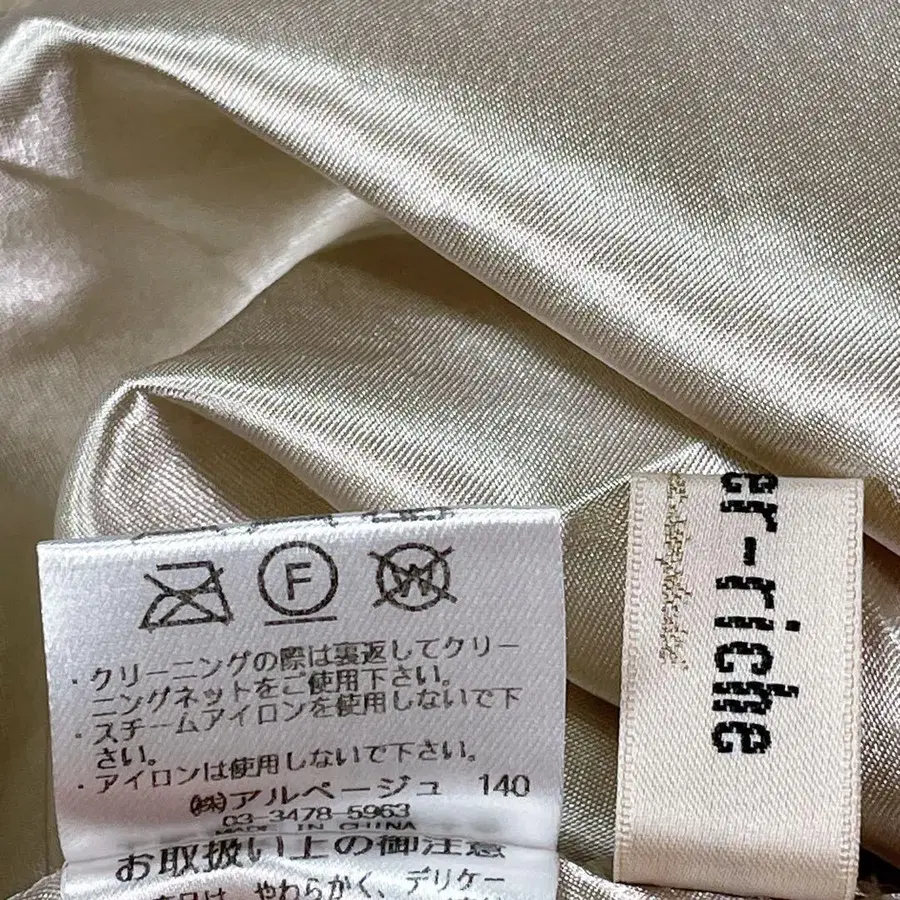 F
W
・クリーニングの際は裏返してクリー
ニングネットをご使用下さい。
・スチームアイロンを使用しないで下
さい。
・アイロンは使用しないで下さい。
㈱アルページュ 140
03-3478-5963
MADE IN CHINA
お取扱い上の御注意
は、やわらかく、デリケー
er-riche